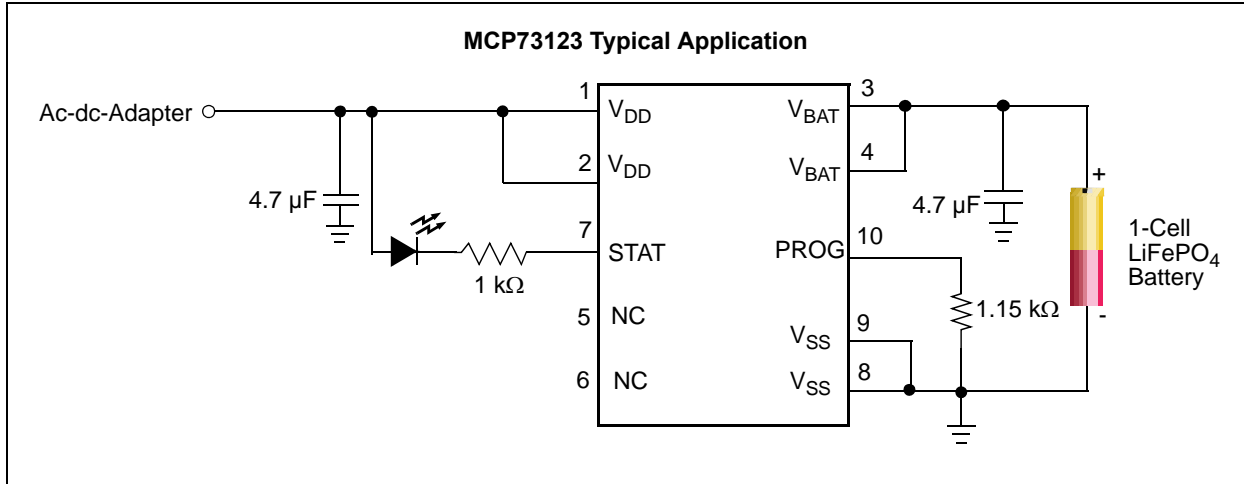 MCP73123 Typical Application
Ac-dc-Adapter
4.7 µF
1 kΩ
1
2
7
5
6
VDD
VDD
STAT
NC
NC
VBAT
VBAT
PROG
VSS
VSS
3
4
10
9
8
4.7 µF
1.15 kΩ
+
1-Cell
LiFePO4
Battery
-